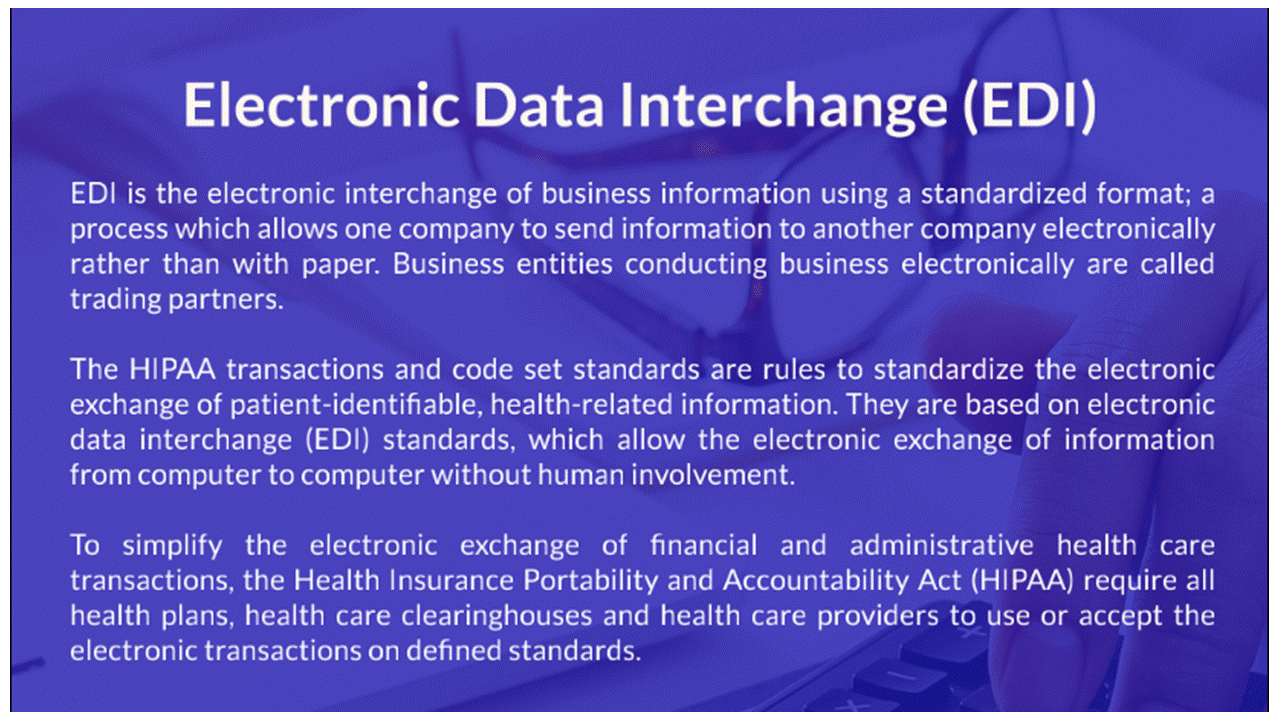 Electronic Data Interchange (EDI)
EDI is the electronic interchange of business information using a standardized format; a
process which allows one company to send information to another company electronically
rather than with paper. Business entities conducting business electronically are called
trading partners.
The HIPAA transactions and code set standards are rules to standardize the electronic
exchange of patient-identifiable, health-related information. They are based on electronic
data interchange (EDI) standards, which allow the electronic exchange of information
from computer to computer without human involvement.
To simplify the electronic exchange of financial and administrative health care
transactions, the Health Insurance Portability and Accountability Act (HIPAA) require all
health plans, health care clearinghouses and health care providers to use or accept the
electronic transactions on defined standards.